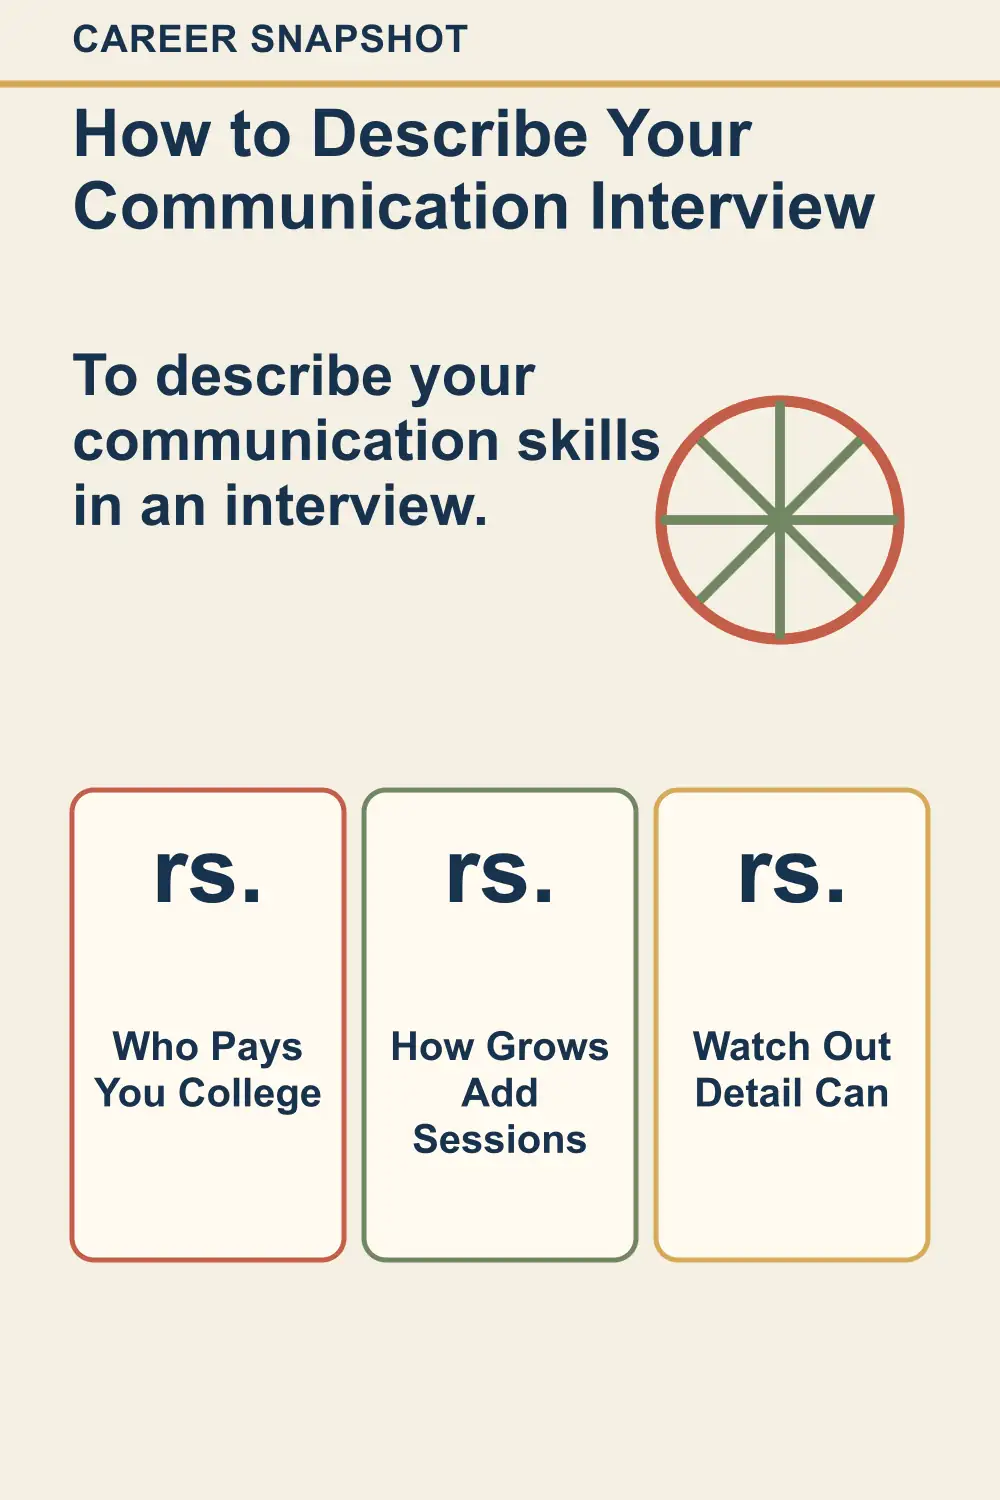 CAREER SNAPSHOT
How to Describe Your
Communication Interview
To describe your
communication skills
in an interview.
rs.
Who Pays
You College
rs.
How Grows
Add
Sessions
rs.
Watch Out
Detail Can